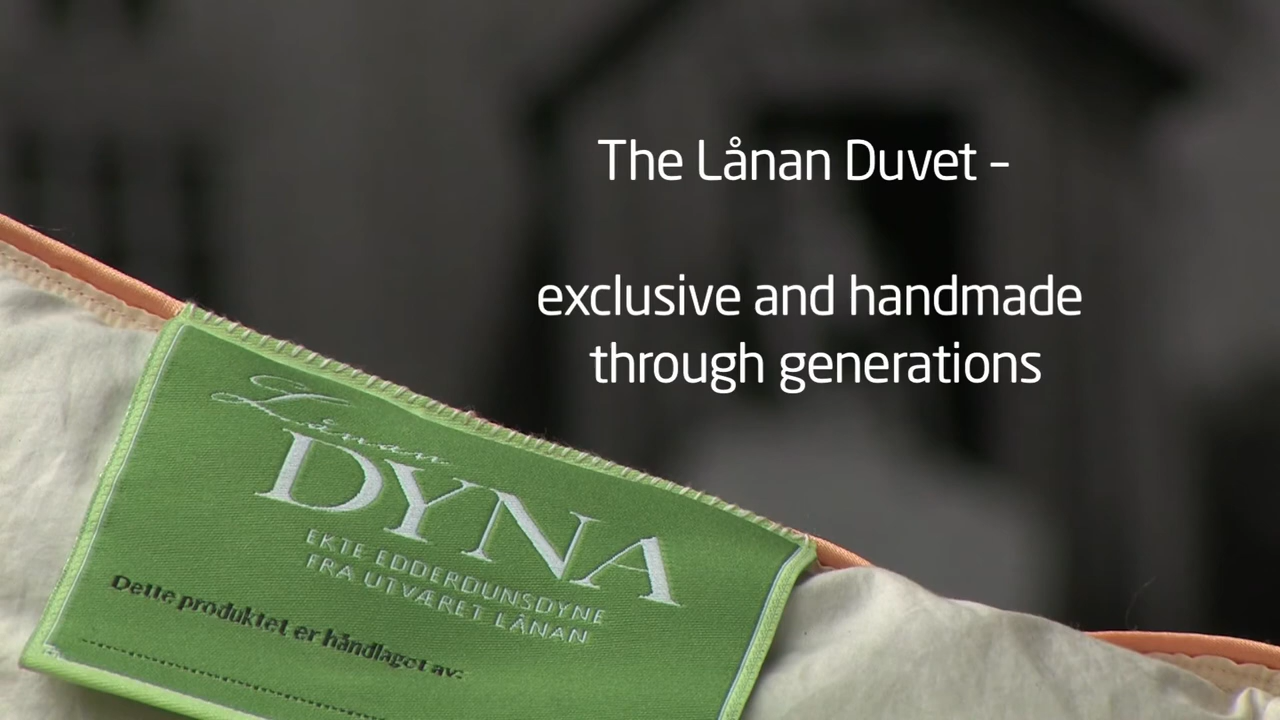 The Lånan Duvet –
exclusive and handmade
through generations
Lånan
DYNA
EKTE EDDERDUNSDYNE
FRA UTVÆRET LÅNAN
Dette produktet er håndlaget av: